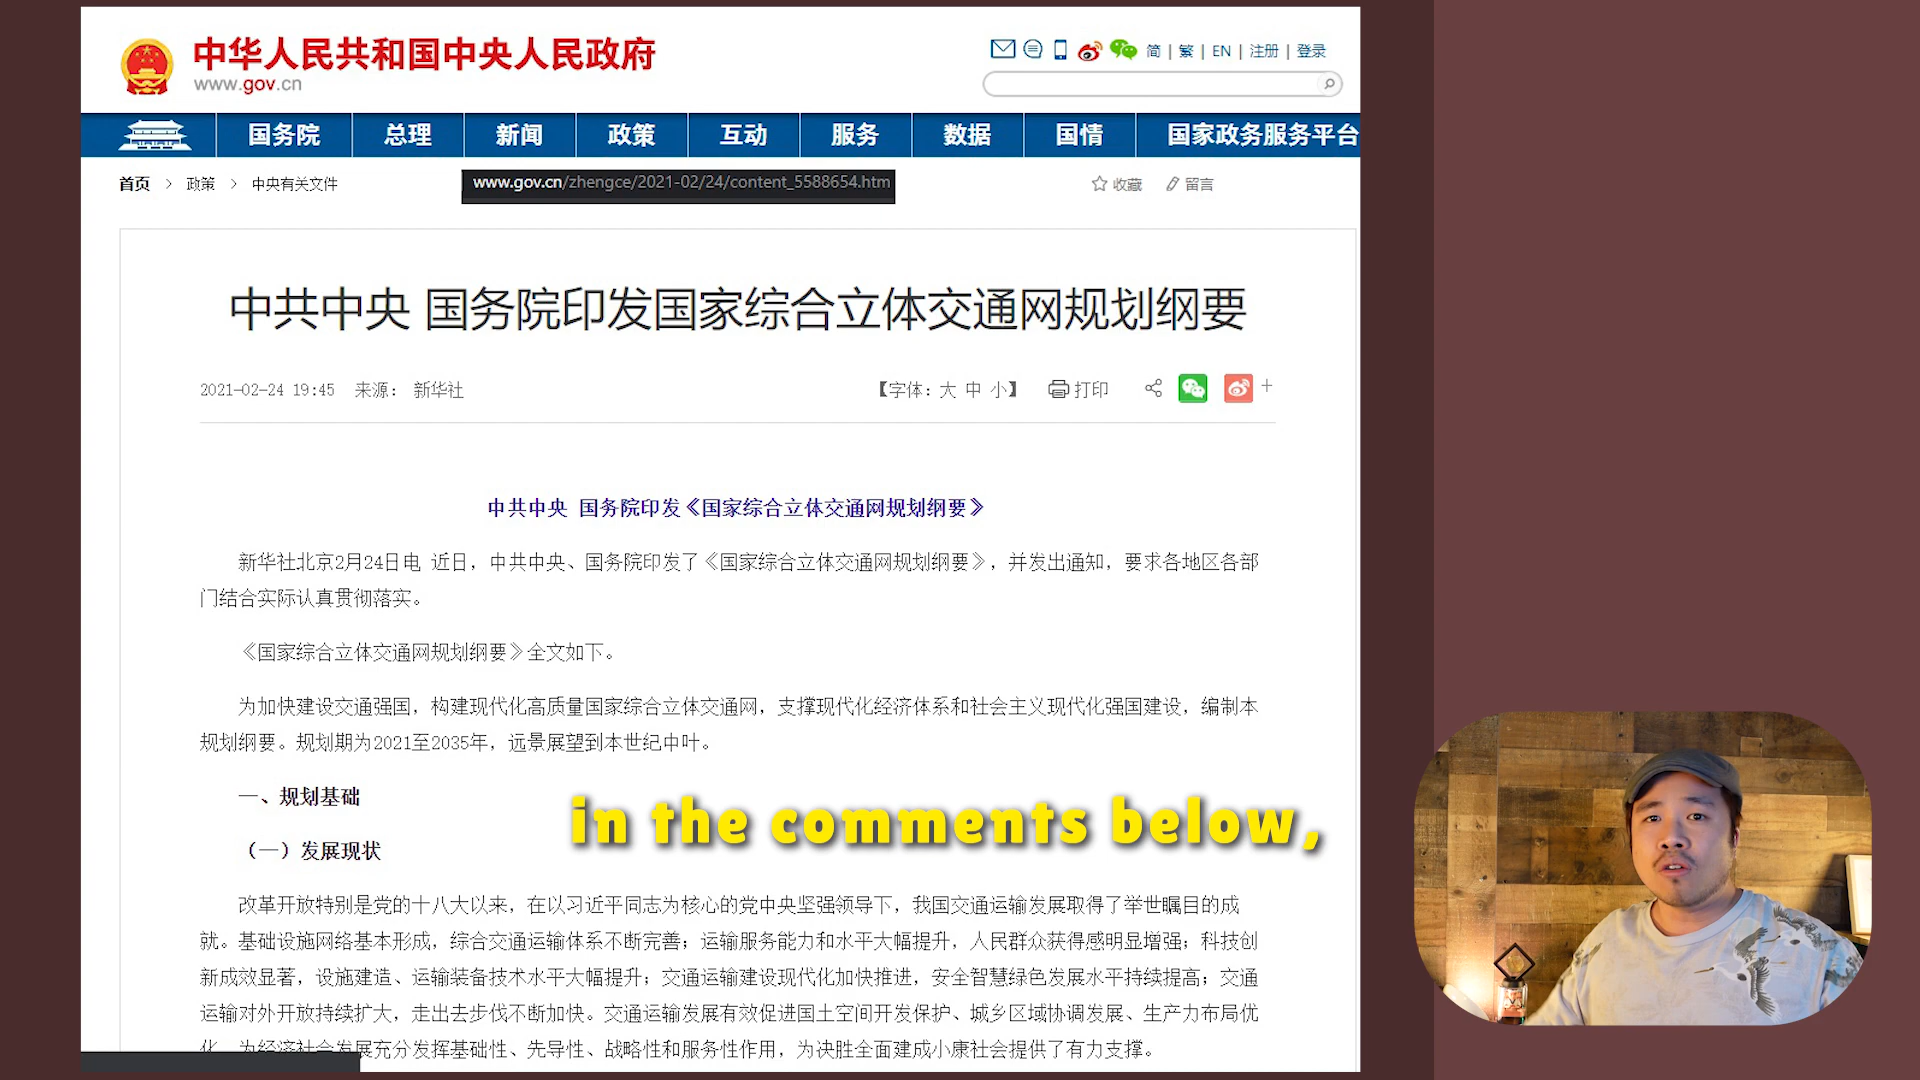 中华人民共和国中央人民政府
www.gov.cn
简 | 繁 | EN | 注册 | 登录
国务院 总理 新闻 政策 互动 服务 数据 国情 国家政务服务平台
首页 > 政策 > 中央有关文件
www.gov.cn/zhengce/2021-02/24/content_5588654.htm
收藏 留言
中共中央 国务院印发国家综合立体交通网规划纲要
2021-02-24 19:45 来源： 新华社
【字体：大 中 小】 打印
中共中央 国务院印发《国家综合立体交通网规划纲要》
新华社北京2月24日电 近日，中共中央、国务院印发了《国家综合立体交通网规划纲要》，并发出通知，要求各地区各部
门结合实际认真贯彻落实。
《国家综合立体交通网规划纲要》全文如下。
为加快建设交通强国，构建现代化高质量国家综合立体交通网，支撑现代化经济体系和社会主义现代化强国建设，编制本
规划纲要。规划期为2021至2035年，远景展望到本世纪中叶。
一、规划基础
（一）发展现状
in the comments below,
改革开放特别是党的十八大以来，在以习近平同志为核心的党中央坚强领导下，我国交通运输发展取得了举世瞩目的成
就。基础设施网络基本形成，综合交通运输体系不断完善；运输服务能力和水平大幅提升，人民群众获得感明显增强；科技创
新成效显著，设施建造、运输装备技术水平大幅提升；交通运输建设现代化加快推进，安全智慧绿色发展水平持续提高；交通
运输对外开放持续扩大，走出去步伐不断加快。交通运输发展有效促进国土空间开发保护、城乡区域协调发展、生产力布局优
化，为经济社会发展充分发挥基础性、先导性、战略性和服务性作用，为决胜全面建成小康社会提供了有力支撑。